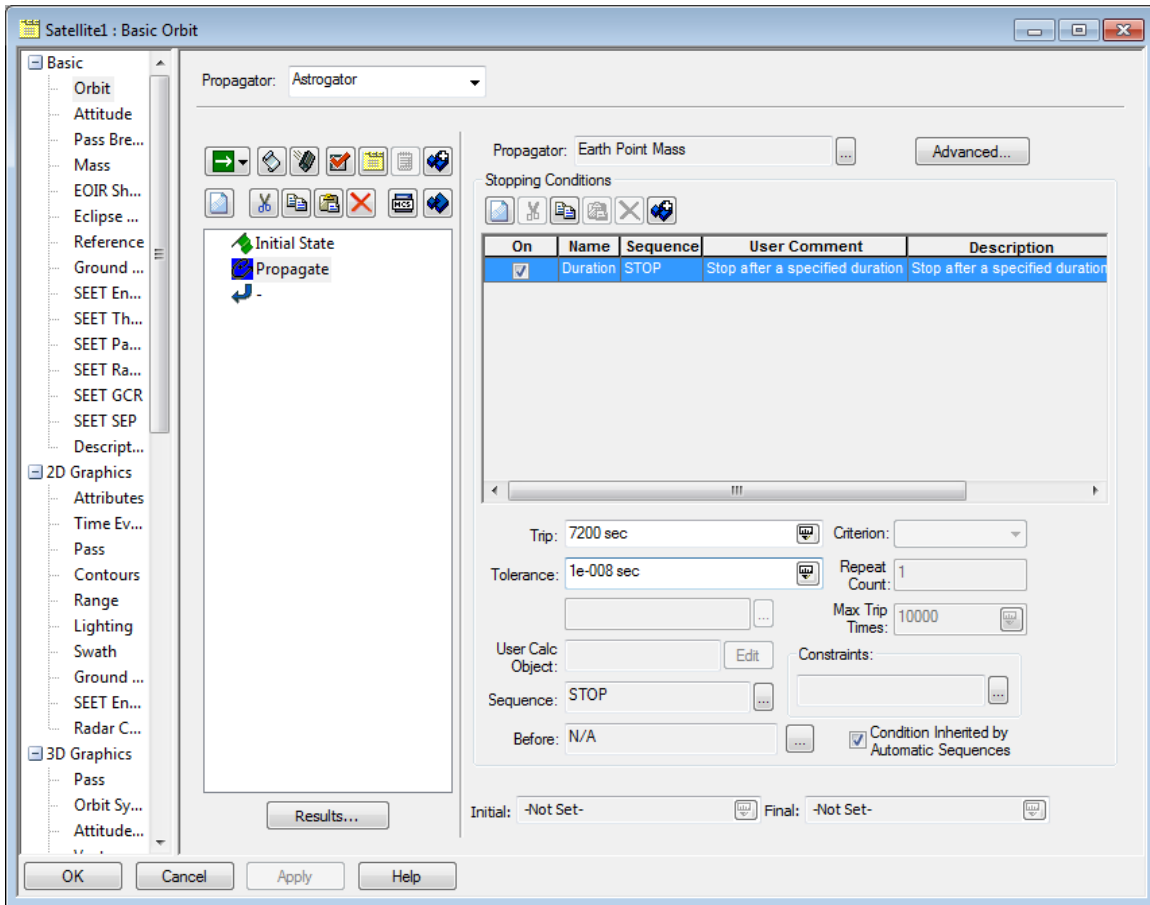 Satellite1 : Basic Orbit
Basic
Orbit
Attitude
Pass Bre...
Mass
EOIR Sh...
Eclipse ...
Reference
Ground ...
SEET En...
SEET Th...
SEET Pa...
SEET Ra...
SEET GCR
SEET SEP
Descript...
2D Graphics
Attributes
Time Ev...
Pass
Contours
Range
Lighting
Swath
Ground ...
SEET En...
Radar C...
3D Graphics
Pass
Orbit Sy...
Attitude...
Propagator: Astrogator
MCS
Initial State
Propagate
-
Results...
Propagator: Earth Point Mass ... Advanced...
Stopping Conditions
On Name Sequence User Comment Description
Duration STOP Stop after a specified duration Stop after a specified duration
Trip: 7200 sec Criterion:
Tolerance: 1e-008 sec Repeat Count: 1
... Max Trip Times: 10000
User Calc Object: Edit Constraints:
...
Sequence: STOP ...
Before: N/A ... Condition Inherited by
Automatic Sequences
Initial: -Not Set- Final: -Not Set-
OK Cancel Apply Help